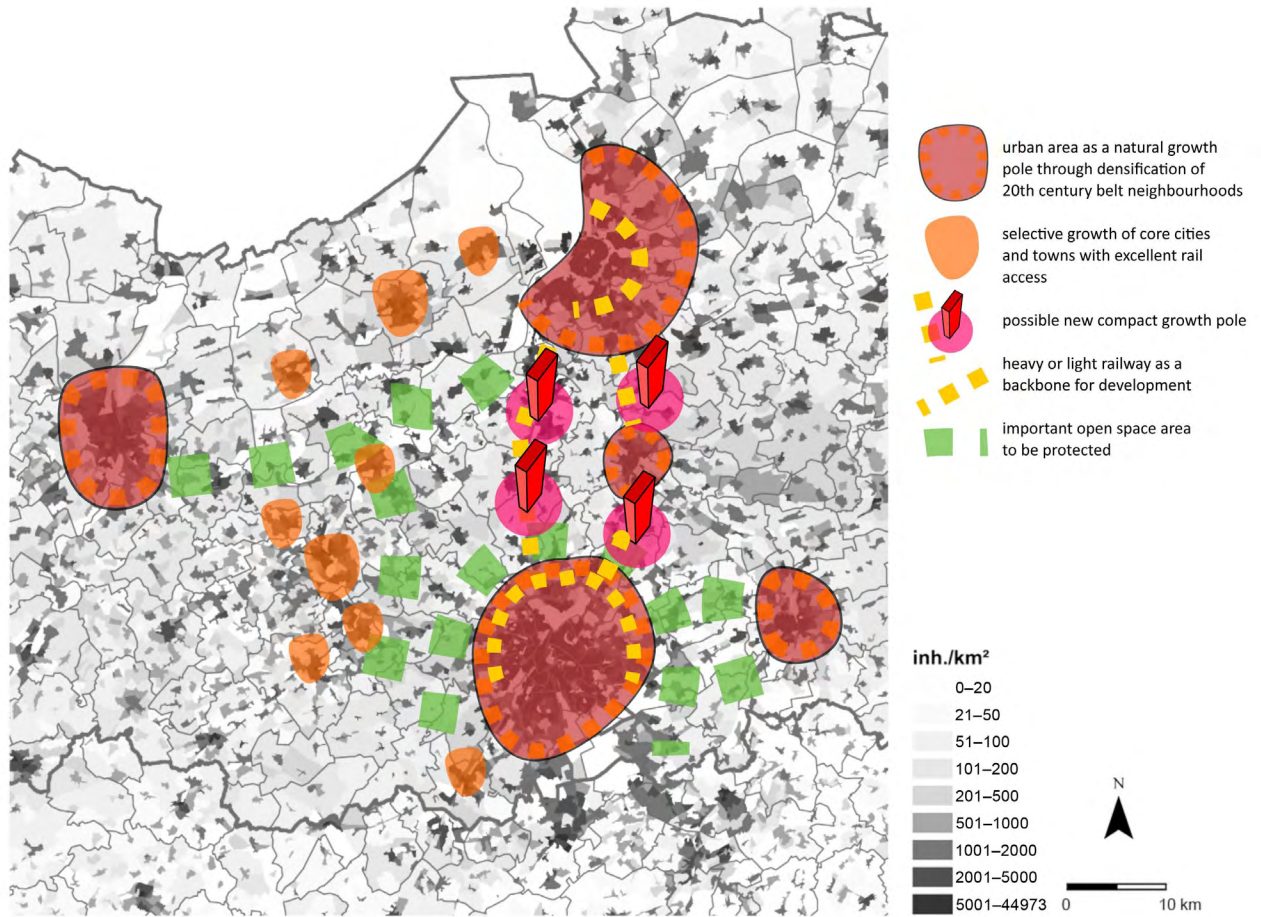 urban area as a natural growth
pole through densification of
20th century belt neighbourhoods
selective growth of core cities
and towns with excellent rail
access
possible new compact growth pole
heavy or light railway as a
backbone for development
important open space area
to be protected
inh./km²
0–20
21–50
51–100
101–200
201–500
501–1000
1001–2000
2001–5000
5001–44973
N
0
10 km